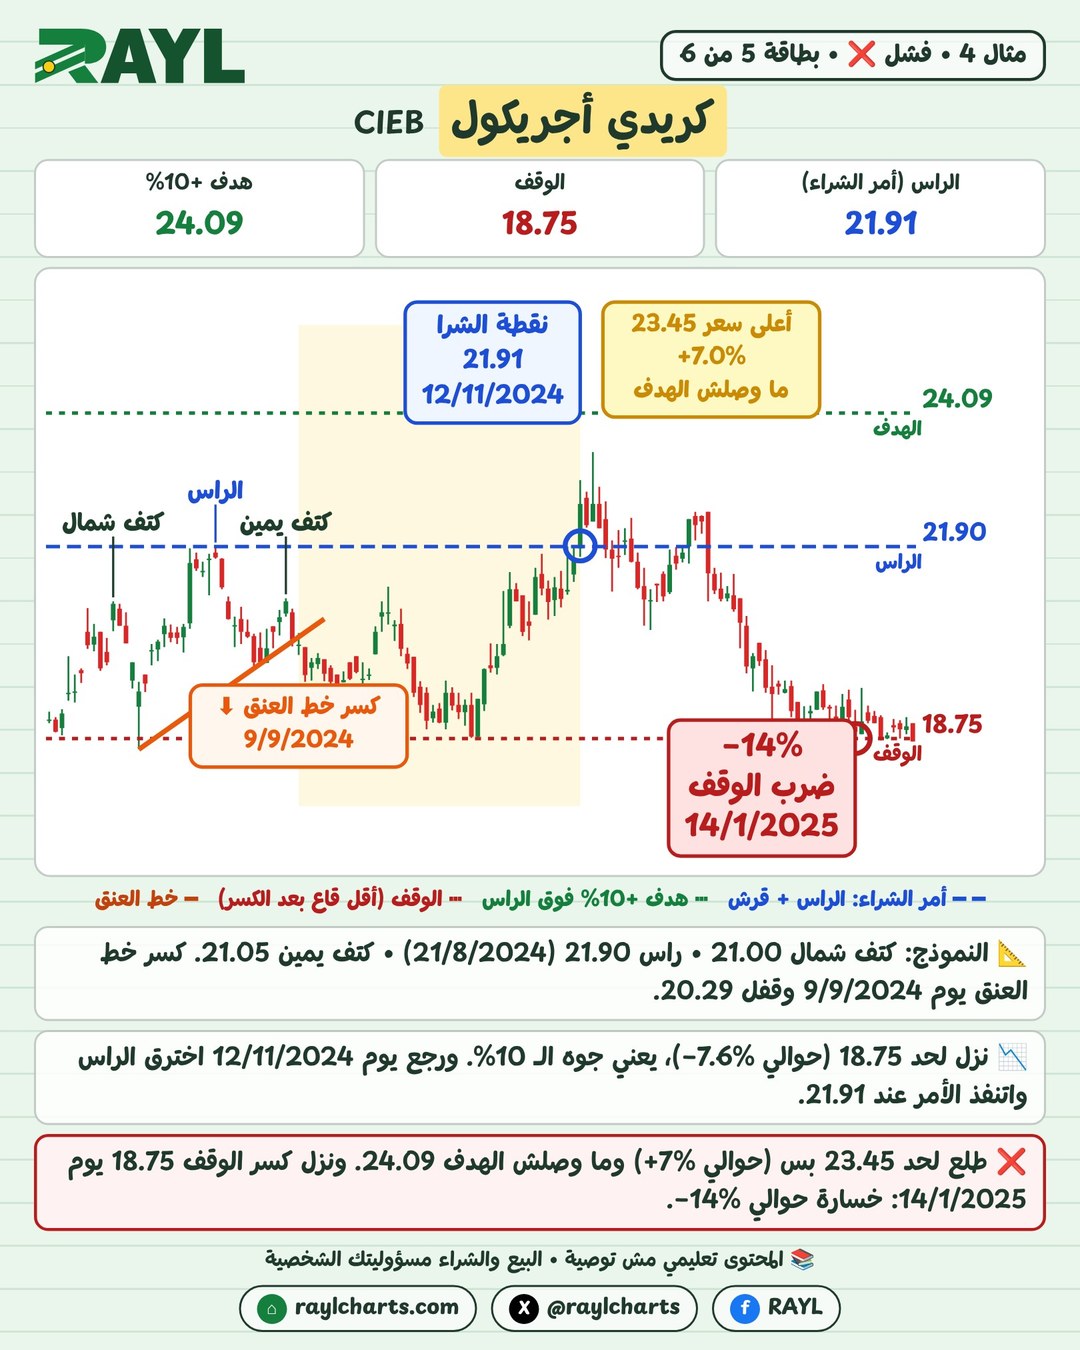 RAYL
مثال 4 • فشل ❌ • بطاقة 5 من 6
كريدي أجريكول CIEB
الراس (أمر الشراء)
21.91
الوقف
18.75
هدف +10%
24.09
نقطة الشرا
21.91
12/11/2024
أعلى سعر 23.45
+7.0%
ما وصلش الهدف
24.09
الهدف
الراس
كتف شمال
كتف يمين
21.90
الراس
كسر خط العنق ⬇
9/9/2024
18.75
الوقف
-14%
ضرب الوقف
14/1/2025
أمر الشراء: الراس + قرش
هدف +10% فوق الراس
الوقف (أقل قاع بعد الكسر)
خط العنق
📐 النموذج: كتف شمال 21.00 • راس 21.90 (21/8/2024) • كتف يمين 21.05. كسر خط
العنق يوم 9/9/2024 وقفل 20.29.
📉 نزل لحد 18.75 (حوالي -7.6%)، يعني جوه الـ 10%. ورجع يوم 12/11/2024 اخترق الراس
واتنفذ الأمر عند 21.91.
❌ طلع لحد 23.45 بس (حوالي +7%) وما وصلش الهدف 24.09. ونزل كسر الوقف 18.75 يوم
14/1/2025: خسارة حوالي -14%.
📚 المحتوى تعليمي مش توصية • البيع والشراء مسؤوليتك الشخصية
raylcharts.com
X @raylcharts
f RAYL